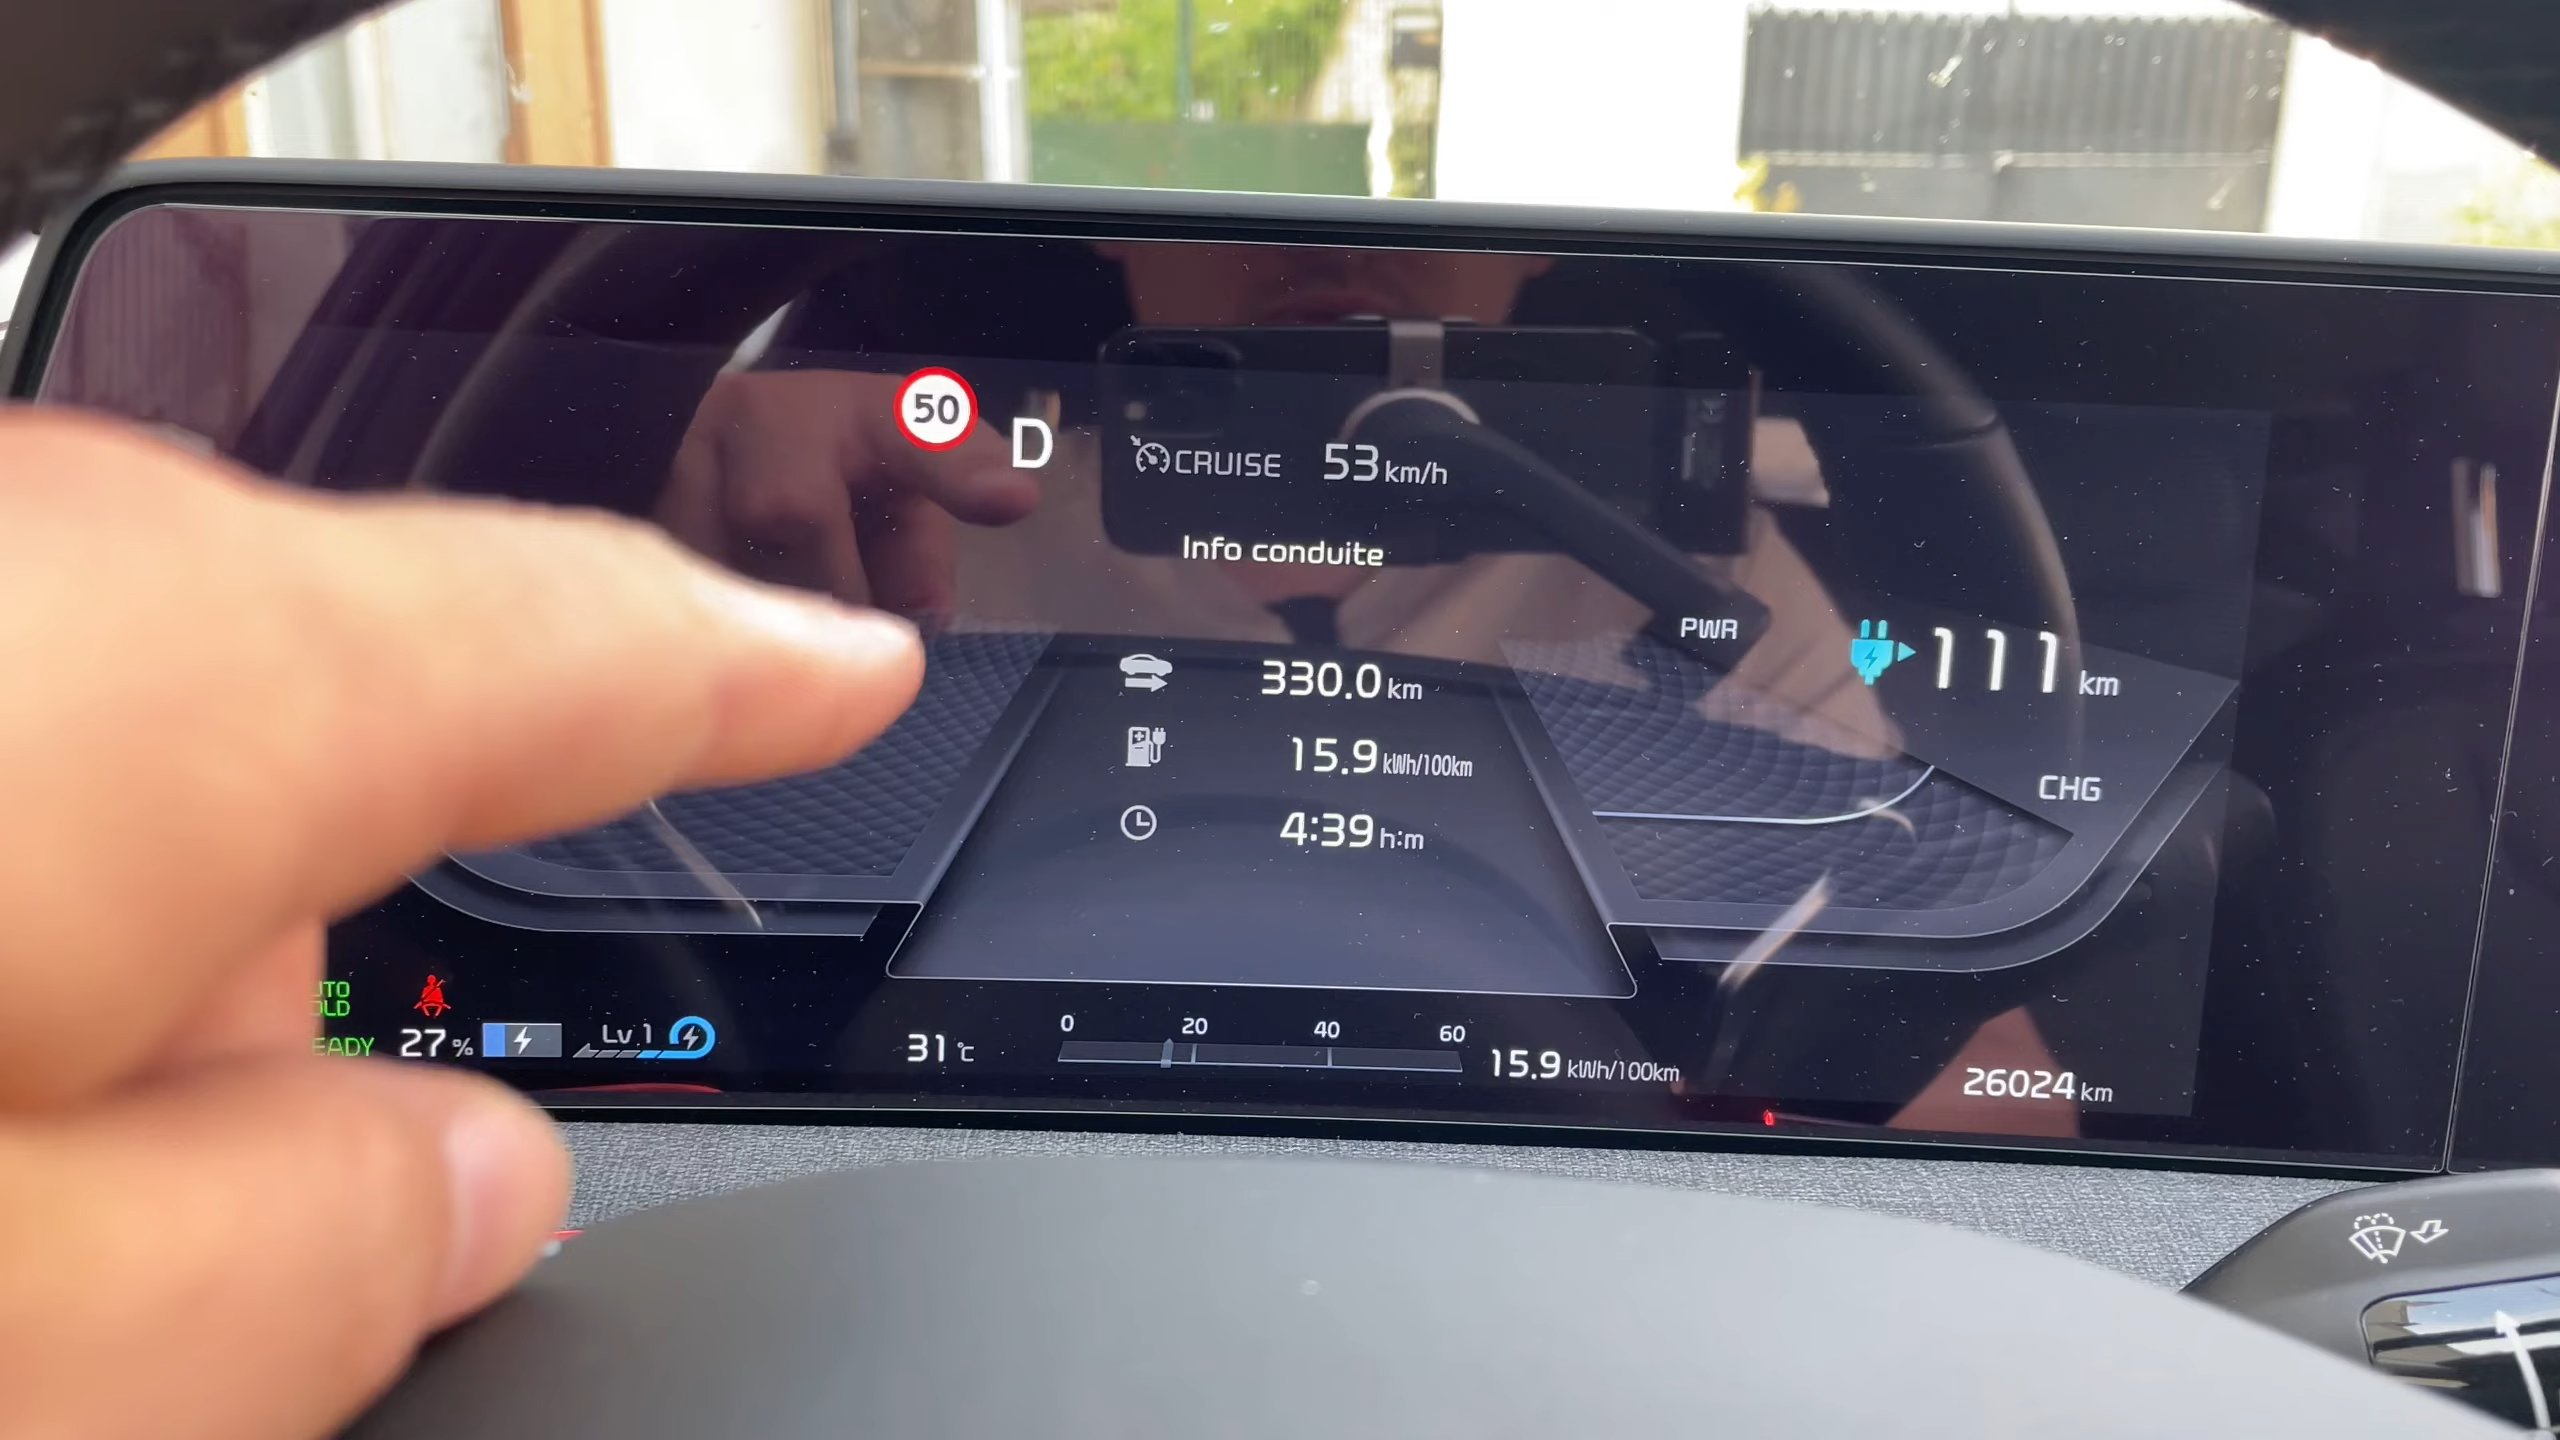 50
D
CRUISE 53 km/h
Info conduite
PWR
111 km
330.0 km
15.9 kWh/100km
4:39 h:m
CHG
27 %
Lv.1
31 °C
0 20 40 60
15.9 kWh/100km
26024 km